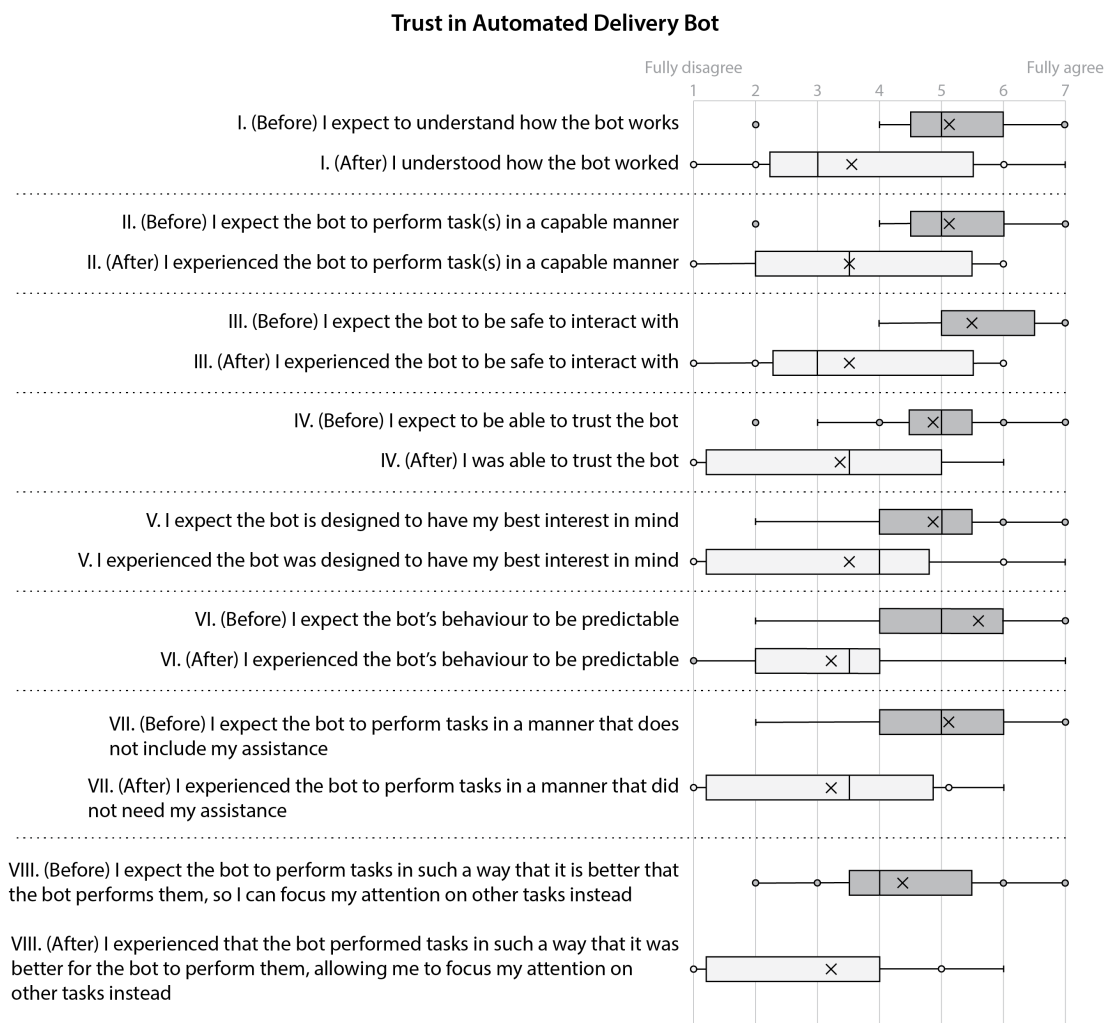 Trust in Automated Delivery Bot
Fully disagree Fully agree
1 2 3 4 5 6 7
I. (Before) I expect to understand how the bot works
I. (After) I understood how the bot worked
II. (Before) I expect the bot to perform task(s) in a capable manner
II. (After) I experienced the bot to perform task(s) in a capable manner
III. (Before) I expect the bot to be safe to interact with
III. (After) I experienced the bot to be safe to interact with
IV. (Before) I expect to be able to trust the bot
IV. (After) I was able to trust the bot
V. I expect the bot is designed to have my best interest in mind
V. I experienced the bot was designed to have my best interest in mind
VI. (Before) I expect the bot’s behaviour to be predictable
VI. (After) I experienced the bot’s behaviour to be predictable
VII. (Before) I expect the bot to perform tasks in a manner that does
not include my assistance
VII. (After) I experienced the bot to perform tasks in a manner that did
not need my assistance
VIII. (Before) I expect the bot to perform tasks in such a way that it is better that
the bot performs them, so I can focus my attention on other tasks instead
VIII. (After) I experienced that the bot performed tasks in such a way that it was
better for the bot to perform them, allowing me to focus my attention on
other tasks instead